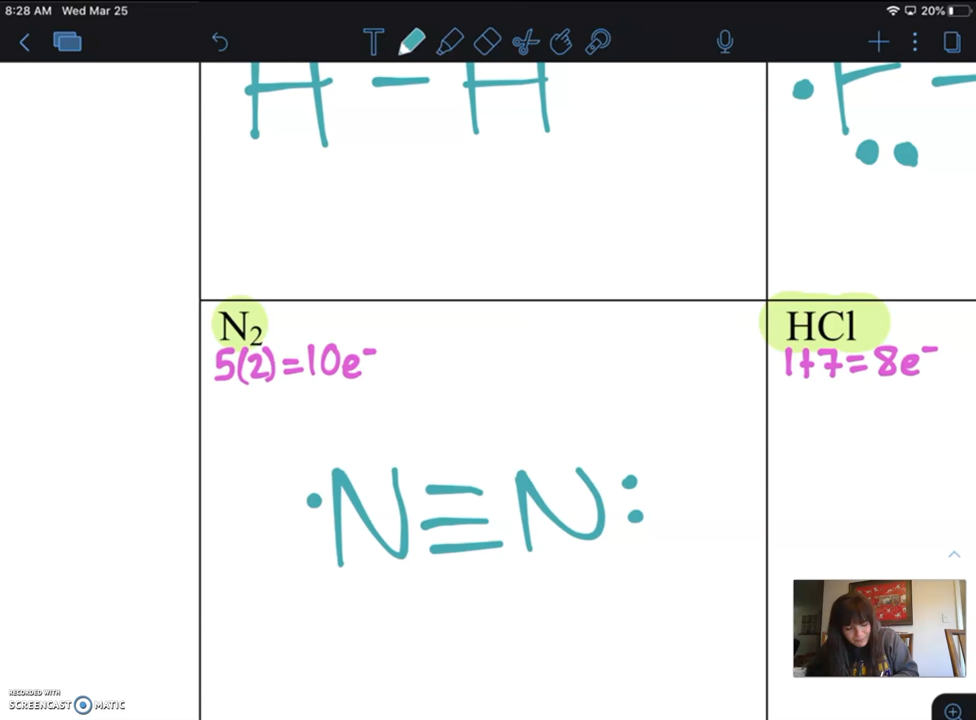 8:28 AM Wed Mar 25
20%
T
H – H
F –
N₂
5(2)=10e⁻
HCl
1+7=8e⁻
·N≡N:
RECORDED WITH
SCREENCAST MATIC